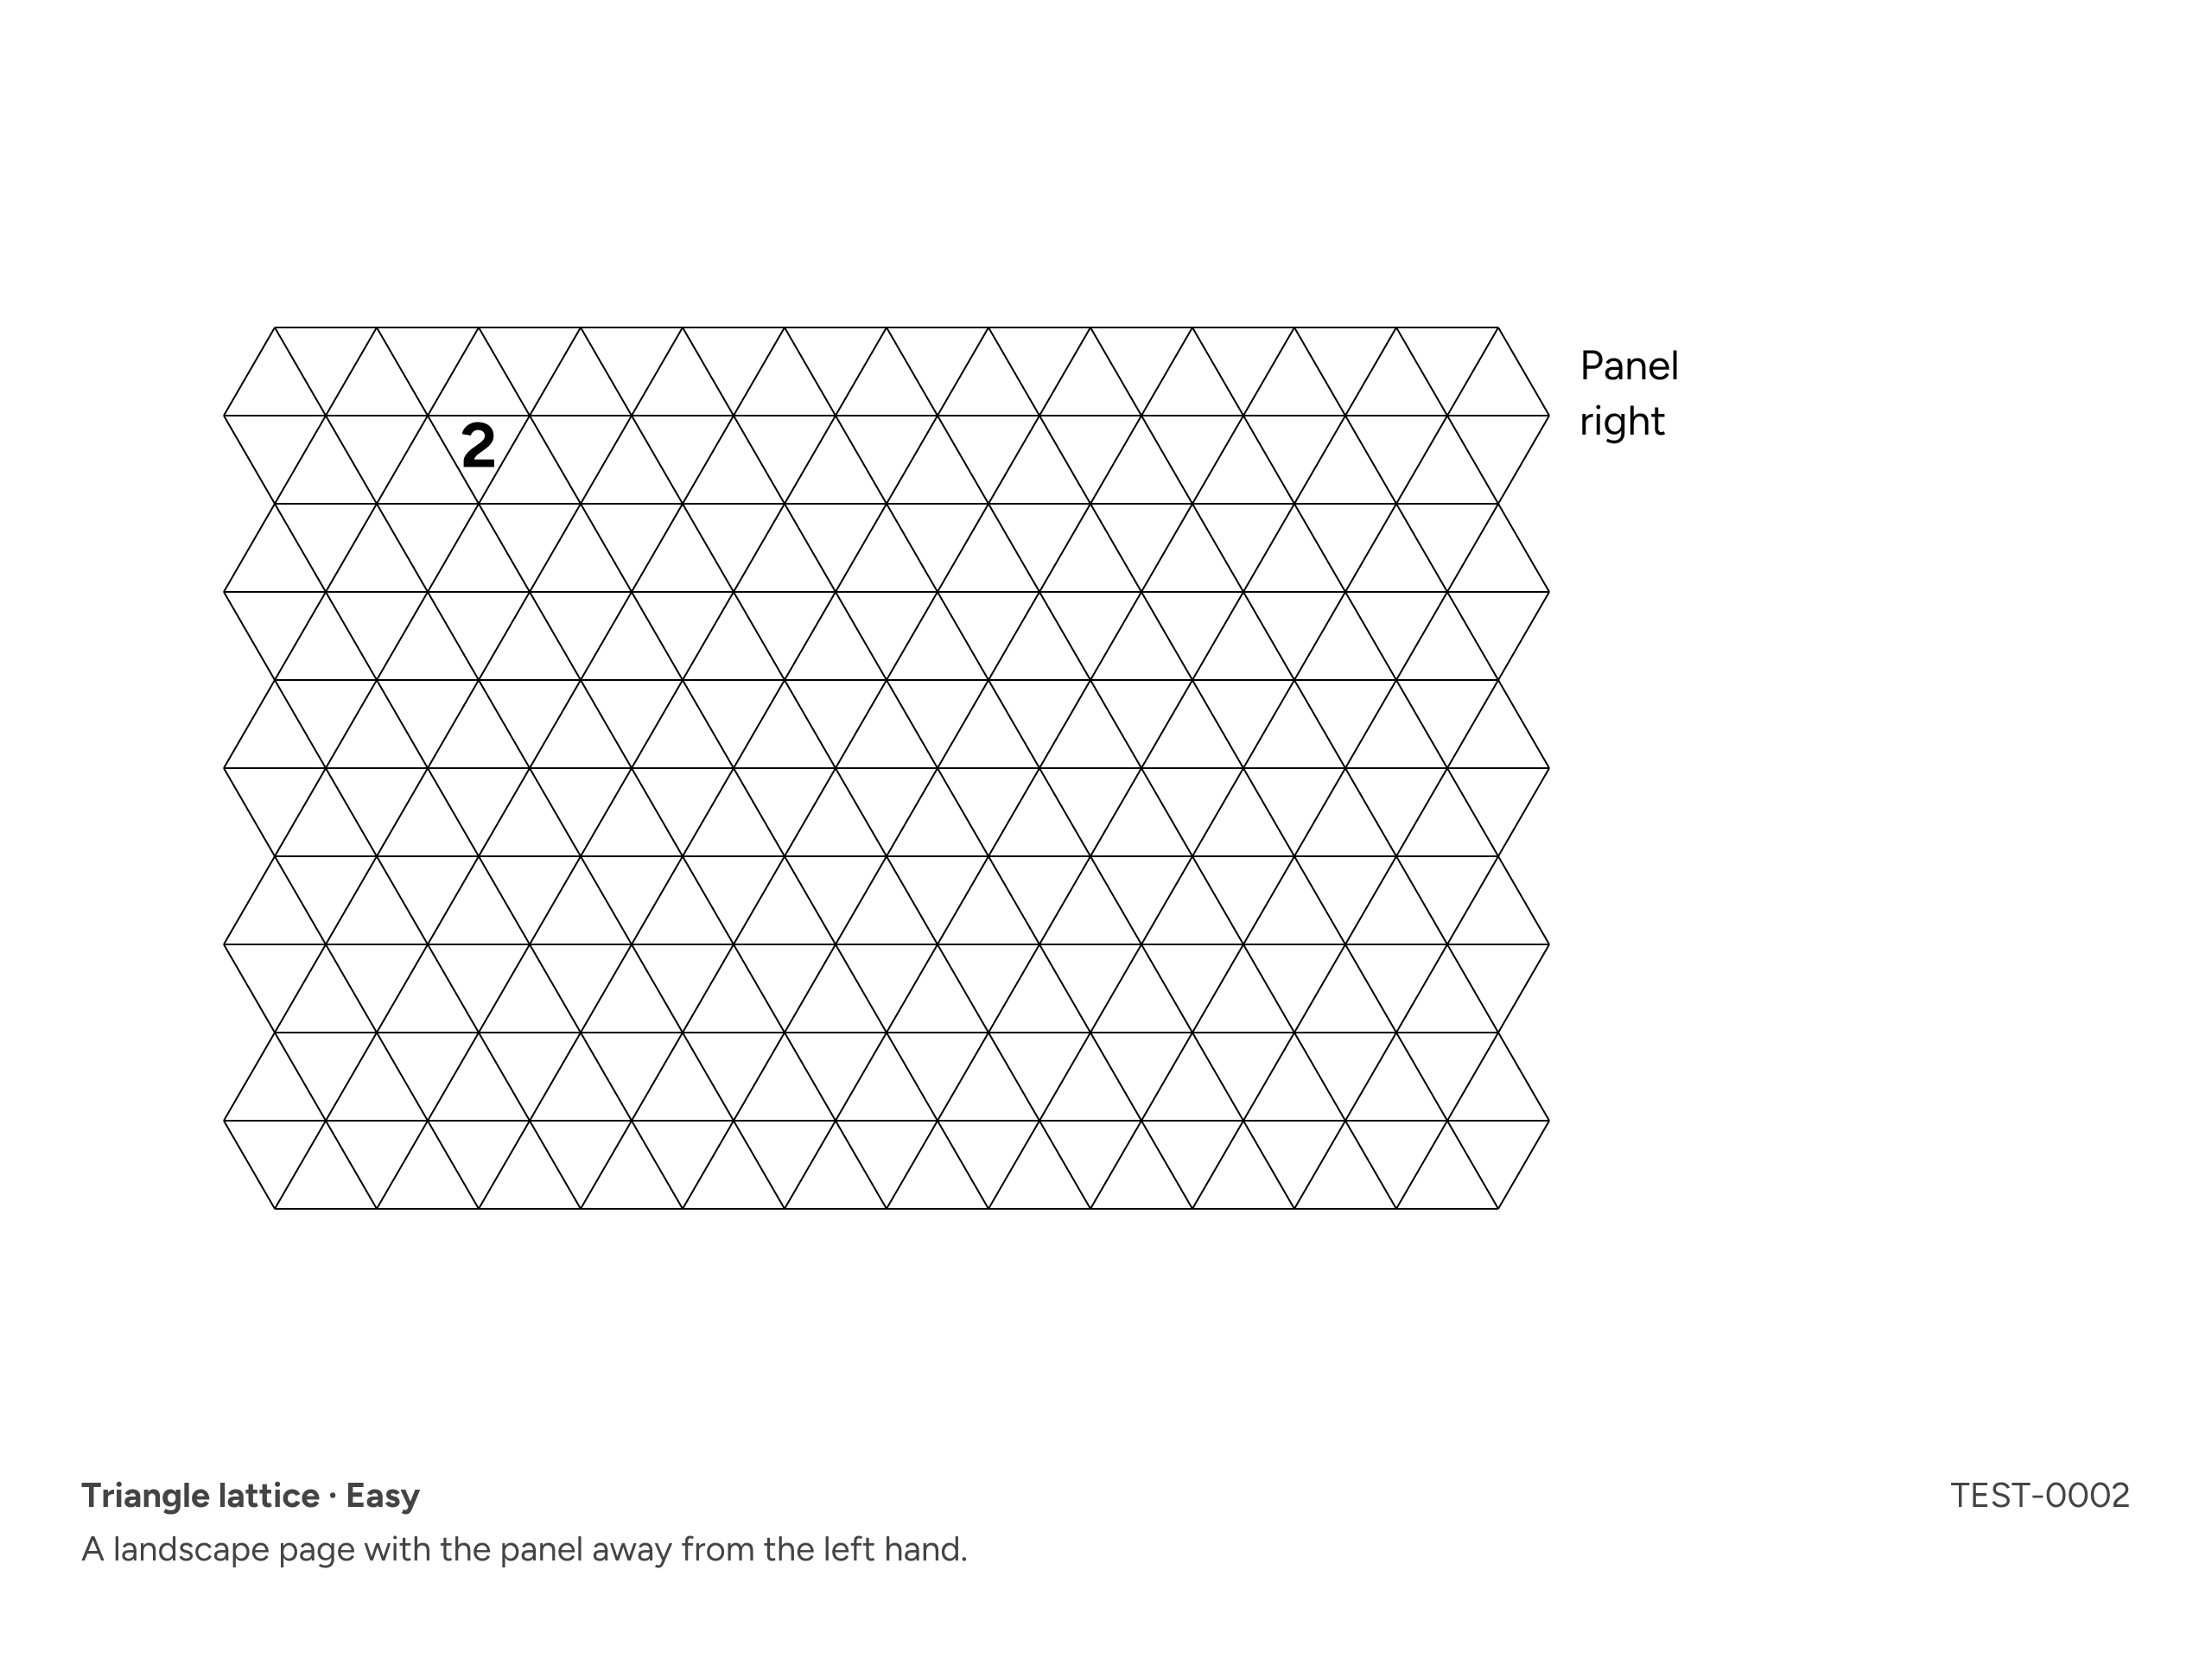 Panel
right
2
Triangle lattice · Easy
TEST-0002
A landscape page with the panel away from the left hand.